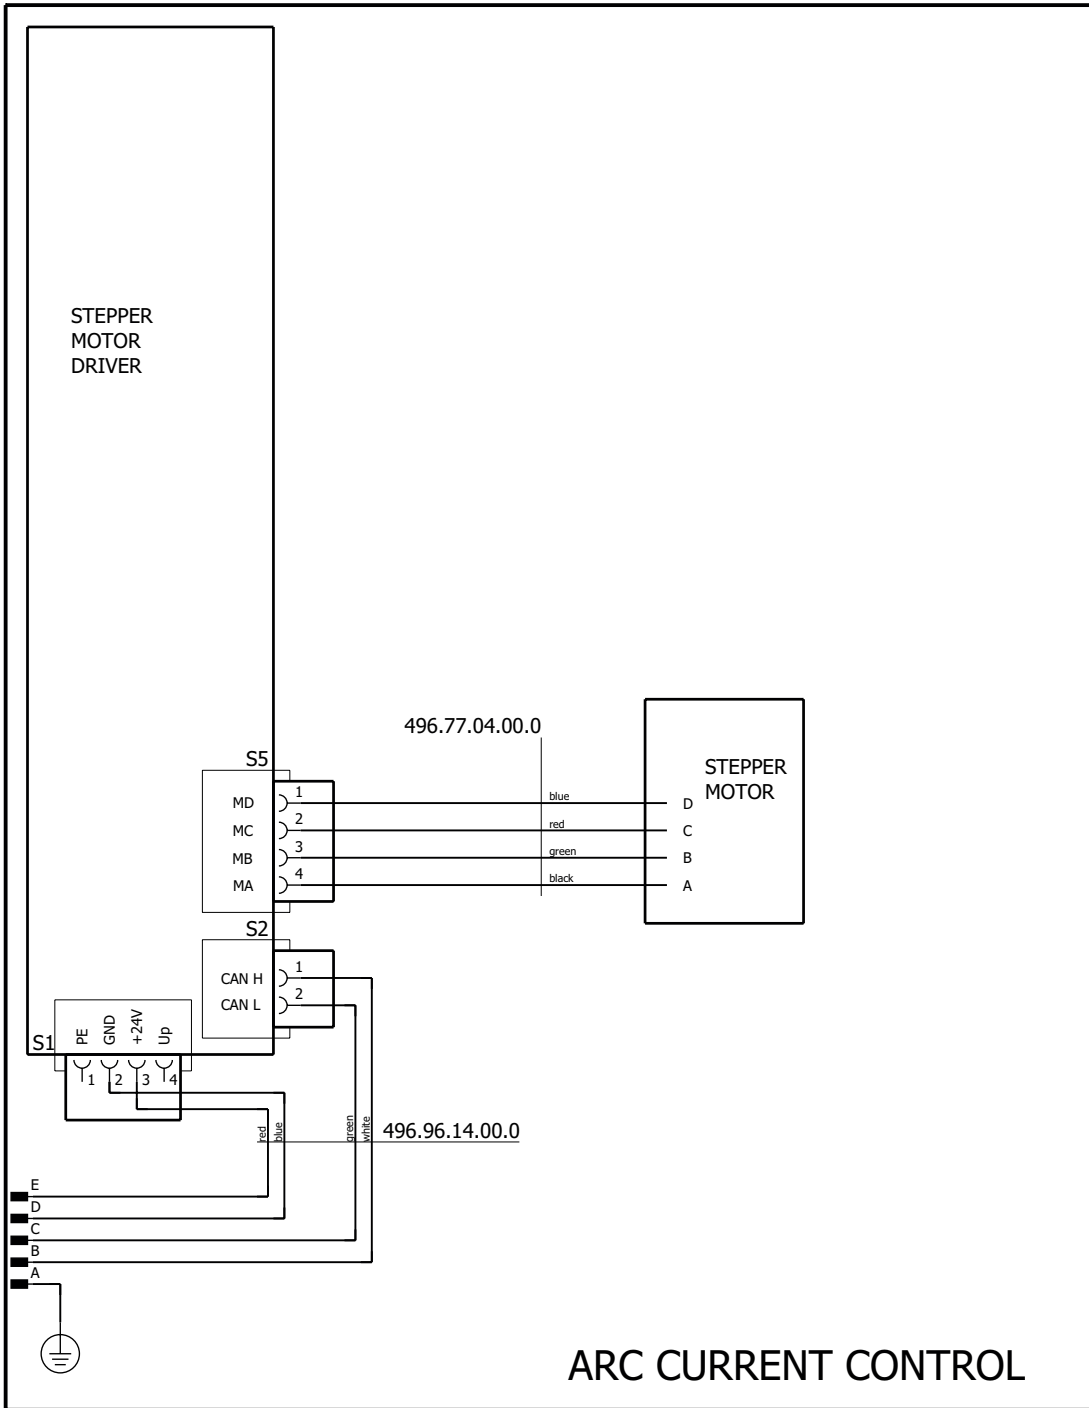 STEPPER
MOTOR
DRIVER
496.77.04.00.0
S5
STEPPER
MOTOR
MD 1 blue D
MC 2 red C
MB 3 green B
MA 4 black A
S2
CAN H 1
CAN L 2
S1 PE GND +24V Up
1 2 3 4
red blue green white 496.96.14.00.0
E
D
C
B
A
ARC CURRENT CONTROL